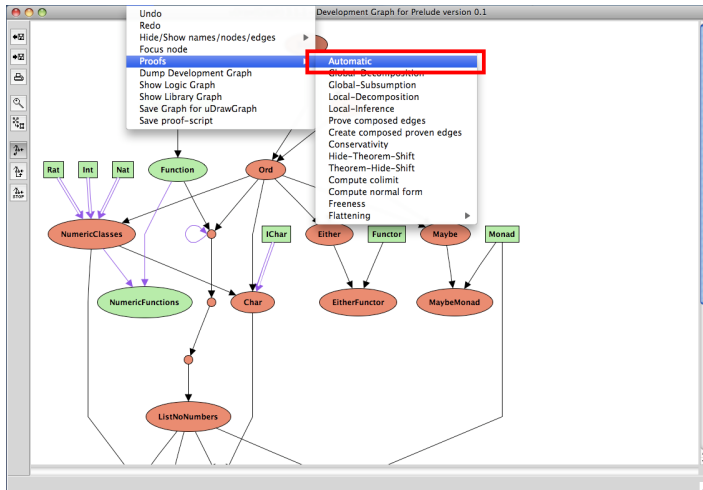 Development Graph for Prelude version 0.1
Undo
Redo
Hide/Show names/nodes/edges
Focus node
Proofs
Dump Development Graph
Show Logic Graph
Show Library Graph
Save Graph for uDrawGraph
Save proof-script
Automatic
Global-Decomposition
Global-Subsumption
Local-Decomposition
Local-Inference
Prove composed edges
Create composed proven edges
Conservativity
Hide-Theorem-Shift
Theorem-Hide-Shift
Compute colimit
Compute normal form
Freeness
Flattening
Rat
Int
Nat
Function
Ord
NumericClasses
IChar
Either
Functor
Maybe
Monad
NumericFunctions
Char
EitherFunctor
MaybeMonad
ListNoNumbers
STOP